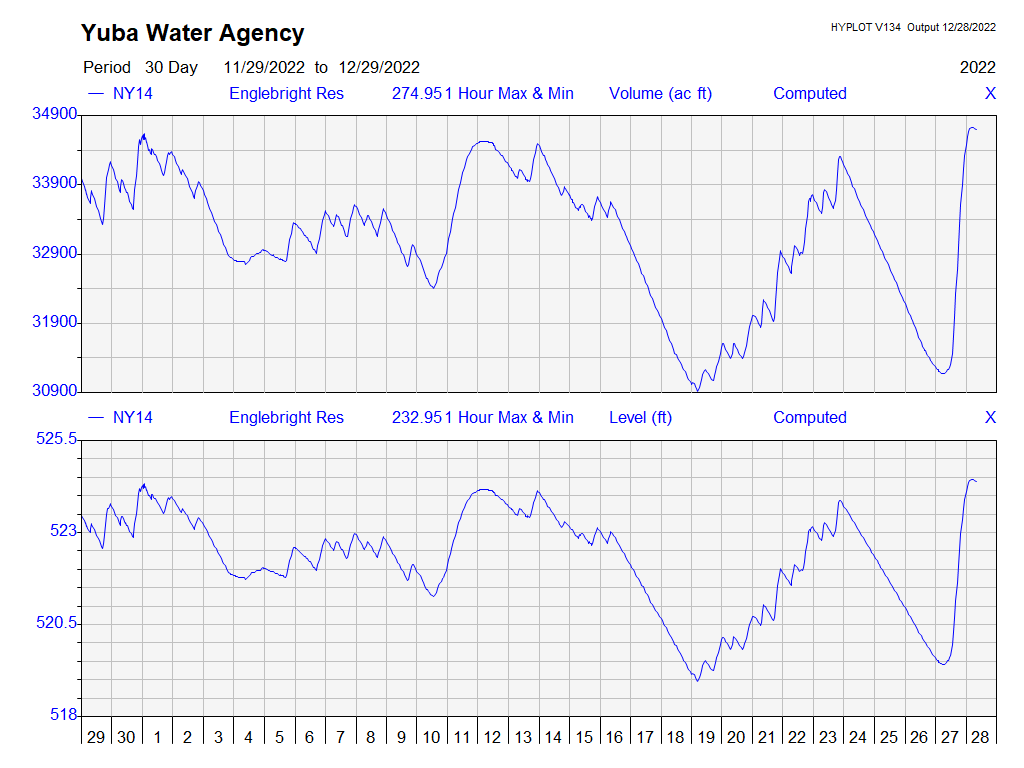 Yuba Water Agency
HYPLOT V134 Output 12/28/2022
Period 30 Day 11/29/2022 to 12/29/2022
2022
NY14 Englebright Res 274.951 Hour Max & Min Volume (ac ft) Computed X
34900
33900
32900
31900
30900
NY14 Englebright Res 232.951 Hour Max & Min Level (ft) Computed X
525.5
523
520.5
518
29 30 1 2 3 4 5 6 7 8 9 10 11 12 13 14 15 16 17 18 19 20 21 22 23 24 25 26 27 28